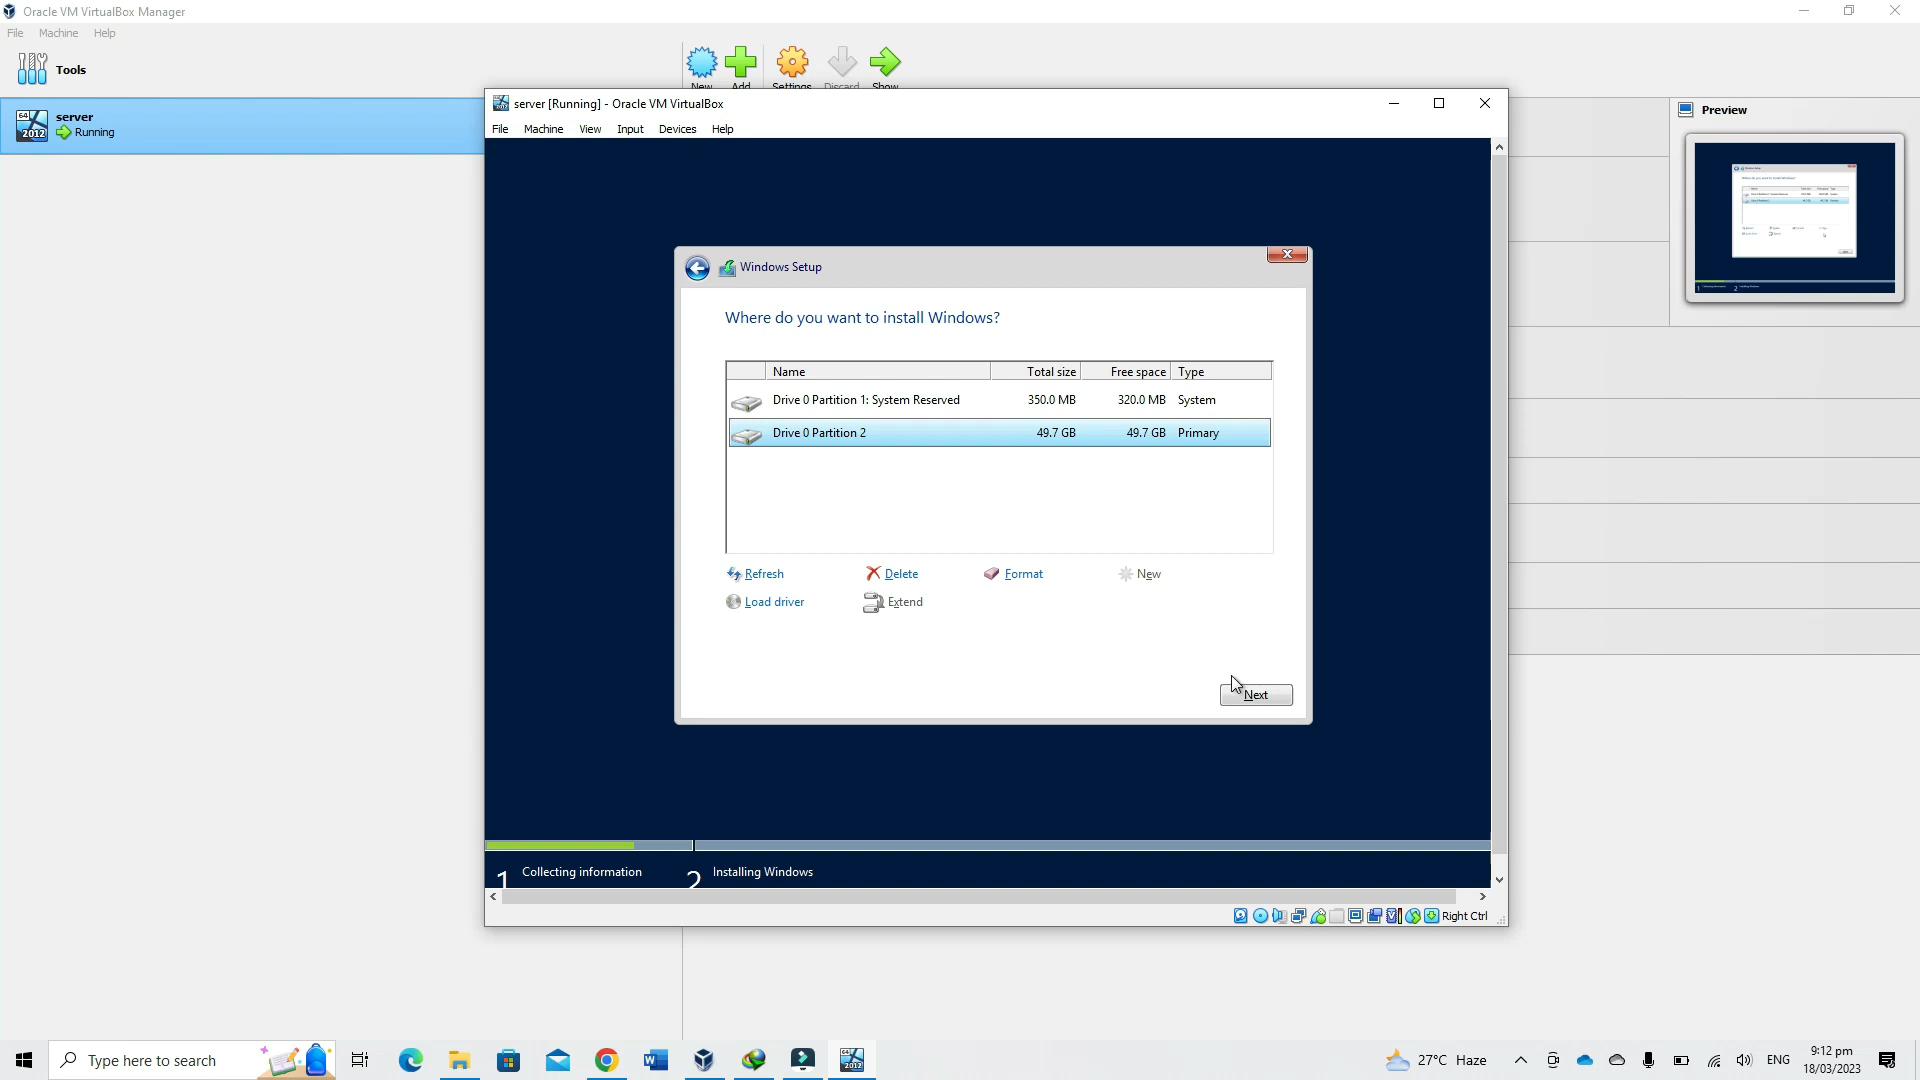 Oracle VM VirtualBox Manager
File Machine Help
Tools
New Add Settings Discard Show
64
2012
server
Running
server [Running] - Oracle VM VirtualBox
File Machine View Input Devices Help
Preview
Windows Setup
Where do you want to install Windows?
Name Total size Free space Type
Drive 0 Partition 1: System Reserved 350.0 MB 320.0 MB System
Drive 0 Partition 2 49.7 GB 49.7 GB Primary
Refresh Delete Format New
Load driver Extend
Next
1 Collecting information 2 Installing Windows
Right Ctrl
Type here to search
27°C Haze
ENG
9:12 pm
18/03/2023